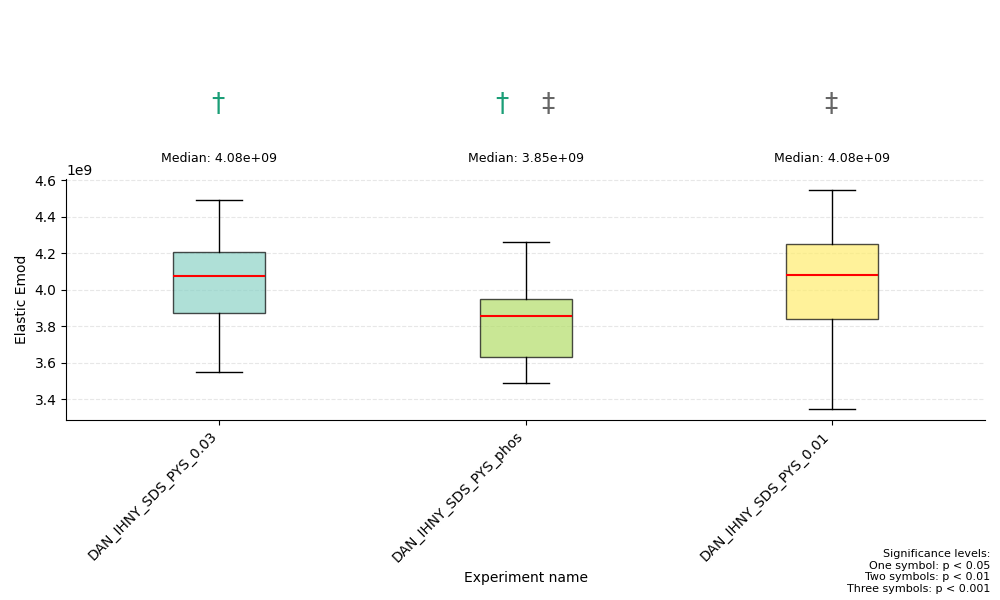 † † ‡ ‡
Median: 4.08e+09 Median: 3.85e+09 Median: 4.08e+09
1e9
4.6
4.4
4.2
4.0
3.8
3.6
3.4
Elastic Emod
DAN_IHNY_SDS_PYS_0.03
DAN_IHNY_SDS_PYS_phos
DAN_IHNY_SDS_PYS_0.01
Experiment name
Significance levels:
One symbol: p < 0.05
Two symbols: p < 0.01
Three symbols: p < 0.001